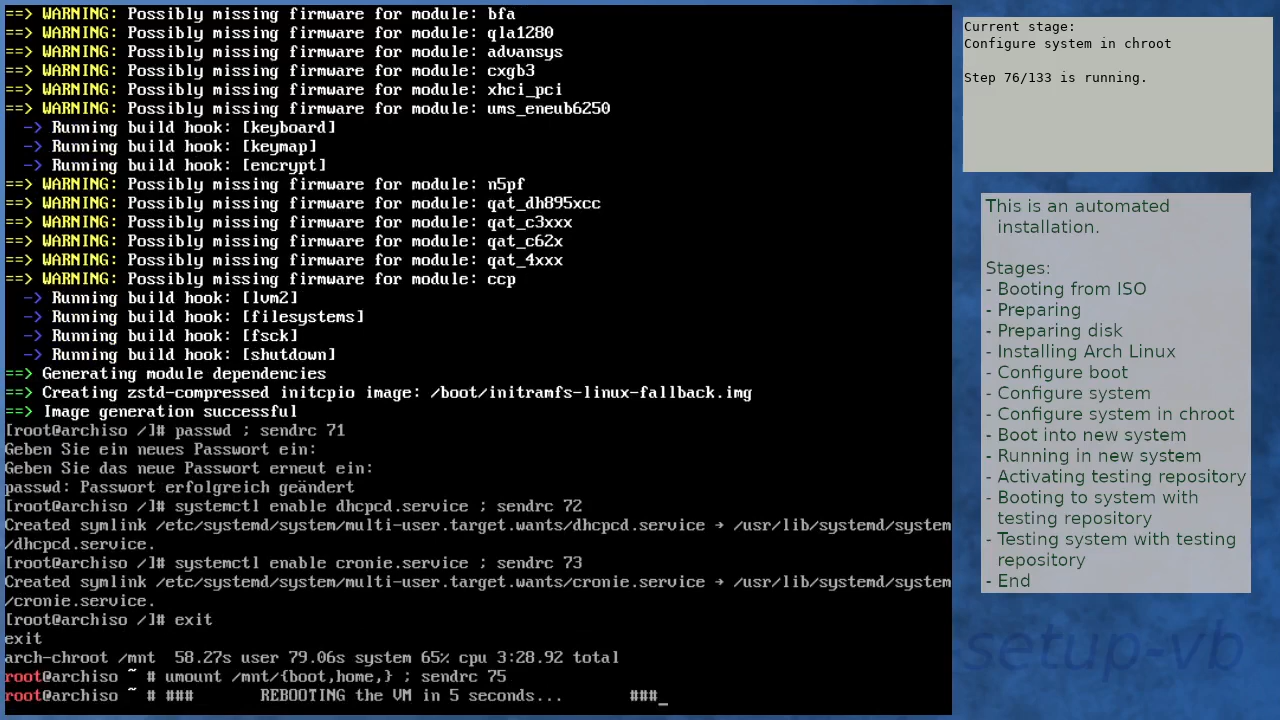 ==> WARNING: Possibly missing firmware for module: bfa
==> WARNING: Possibly missing firmware for module: qla1280
==> WARNING: Possibly missing firmware for module: advansys
==> WARNING: Possibly missing firmware for module: cxgb3
==> WARNING: Possibly missing firmware for module: xhci_pci
==> WARNING: Possibly missing firmware for module: ums_eneub6250
  -> Running build hook: [keyboard]
  -> Running build hook: [keymap]
  -> Running build hook: [encrypt]
==> WARNING: Possibly missing firmware for module: n5pf
==> WARNING: Possibly missing firmware for module: qat_dh895xcc
==> WARNING: Possibly missing firmware for module: qat_c3xxx
==> WARNING: Possibly missing firmware for module: qat_c62x
==> WARNING: Possibly missing firmware for module: qat_4xxx
==> WARNING: Possibly missing firmware for module: ccp
  -> Running build hook: [lvm2]
  -> Running build hook: [filesystems]
  -> Running build hook: [fsck]
  -> Running build hook: [shutdown]
==> Generating module dependencies
==> Creating zstd-compressed initcpio image: /boot/initramfs-linux-fallback.img
==> Image generation successful
[root@archiso /]# passwd ; sendrc 71
Geben Sie ein neues Passwort ein:
Geben Sie das neue Passwort erneut ein:
passwd: Passwort erfolgreich geändert
[root@archiso /]# systemctl enable dhcpcd.service ; sendrc 72
Created symlink /etc/systemd/system/multi-user.target.wants/dhcpcd.service → /usr/lib/systemd/system
/dhcpcd.service.
[root@archiso /]# systemctl enable cronie.service ; sendrc 73
Created symlink /etc/systemd/system/multi-user.target.wants/cronie.service → /usr/lib/systemd/system
/cronie.service.
[root@archiso /]# exit
exit
arch-chroot /mnt  58.27s user 79.06s system 65% cpu 3:28.92 total
root@archiso ~ # umount /mnt/{boot,home,} ; sendrc 75
root@archiso ~ # ###       REBOOTING the VM in 5 seconds...       ###_
Current stage:
Configure system in chroot
Step 76/133 is running.
This is an automated
installation.
Stages:
- Booting from ISO
- Preparing
- Preparing disk
- Installing Arch Linux
- Configure boot
- Configure system
- Configure system in chroot
- Boot into new system
- Running in new system
- Activating testing repository
- Booting to system with
testing repository
- Testing system with testing
repository
- End
setup-vb